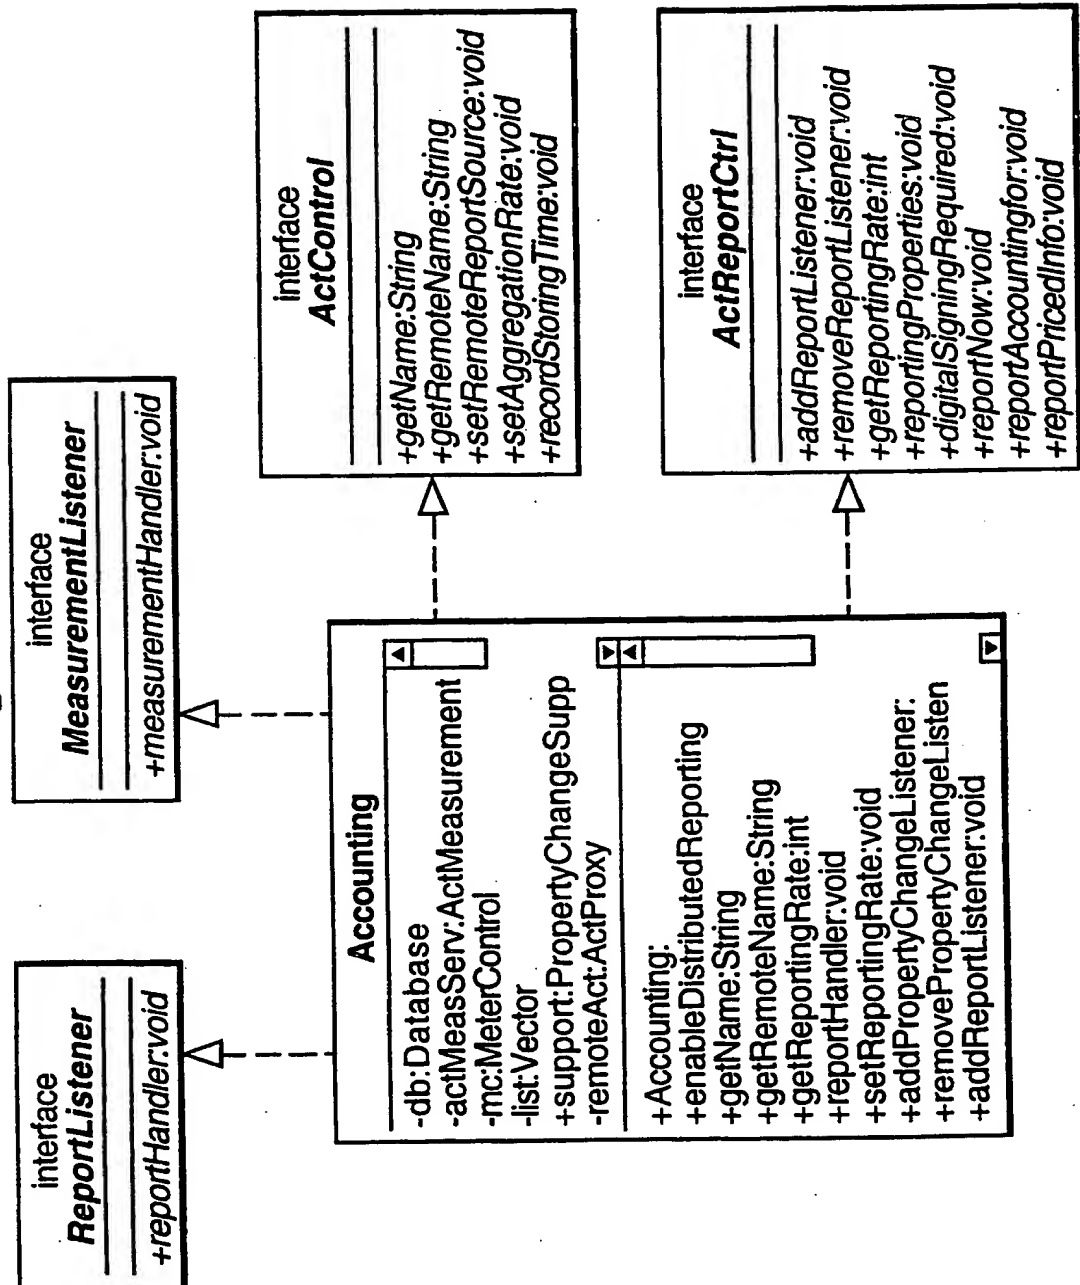 interface
ReportListener
+reportHandler:void
interface
MeasurementListener
+measurementHandler:void
Accounting
-db:Database
-actMeasServ:ActMeasurement
-mc:MeterControl
-list:Vector
+support:PropertyChangeSupp
-remoteAct:ActProxy
+Accounting:
+enableDistributedReporting
+getName:String
+getRemoteName:String
+getReportingRate:int
+reportHandler:void
+setReportingRate:void
+addPropertyChangeListener:
+removePropertyChangeListen
+addReportListener:void
interface
ActControl
+getName:String
+getRemoteName:String
+setRemoteReportSource:void
+setAggregationRate:void
+recordStoringTime:void
interface
ActReportCtrl
+addReportListener:void
+removeReportListener:void
+getReportingRate:int
+reportingProperties:void
+digitalSigningRequired:void
+reportNow:void
+reportAccountingfor:void
+reportPricedInfo:void